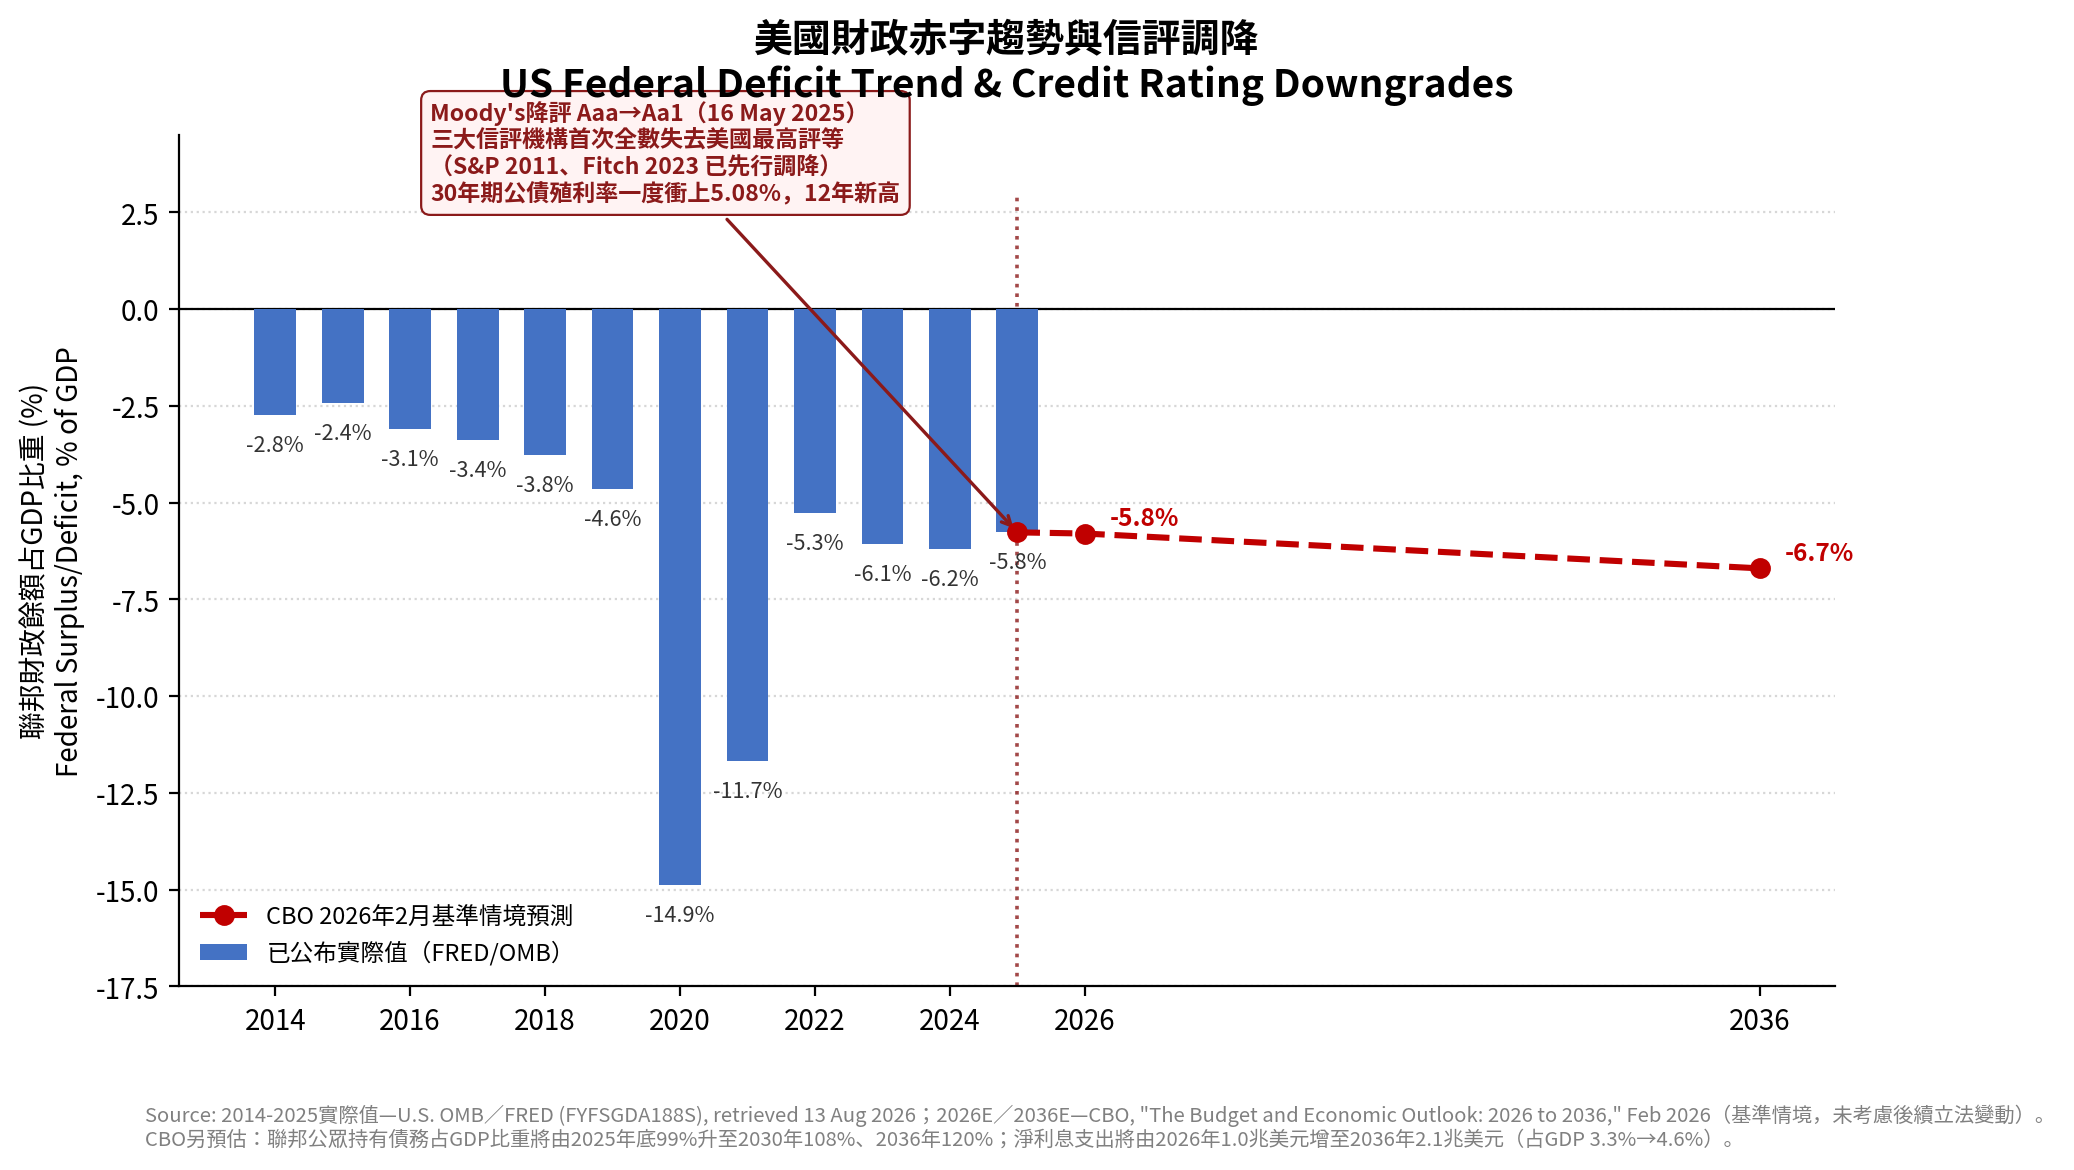 美國財政赤字趨勢與信評調降
US Federal Deficit Trend & Credit Rating Downgrades
Moody's降評 Aaa→Aa1（16 May 2025）
三大信評機構首次全數失去美國最高評等
（S&P 2011、Fitch 2023 已先行調降）
30年期公債殖利率一度衝上5.08%，12年新高
聯邦財政餘額占GDP比重 (%)
Federal Surplus/Deficit, % of GDP
2.5
0.0
-2.5
-5.0
-7.5
-10.0
-12.5
-15.0
-17.5
-2.8%
-2.4%
-3.1%
-3.4%
-3.8%
-4.6%
-14.9%
-11.7%
-5.3%
-6.1%
-6.2%
-5.8%
-5.8%
-6.7%
CBO 2026年2月基準情境預測
已公布實際值（FRED/OMB）
2014
2016
2018
2020
2022
2024
2026
2036
Source: 2014-2025實際值—U.S. OMB／FRED (FYFSGDA188S), retrieved 13 Aug 2026；2026E／2036E—CBO, "The Budget and Economic Outlook: 2026 to 2036," Feb 2026（基準情境，未考慮後續立法變動）。
CBO另預估：聯邦公眾持有債務占GDP比重將由2025年底99%升至2030年108%、2036年120%；淨利息支出將由2026年1.0兆美元增至2036年2.1兆美元（占GDP 3.3%→4.6%）。